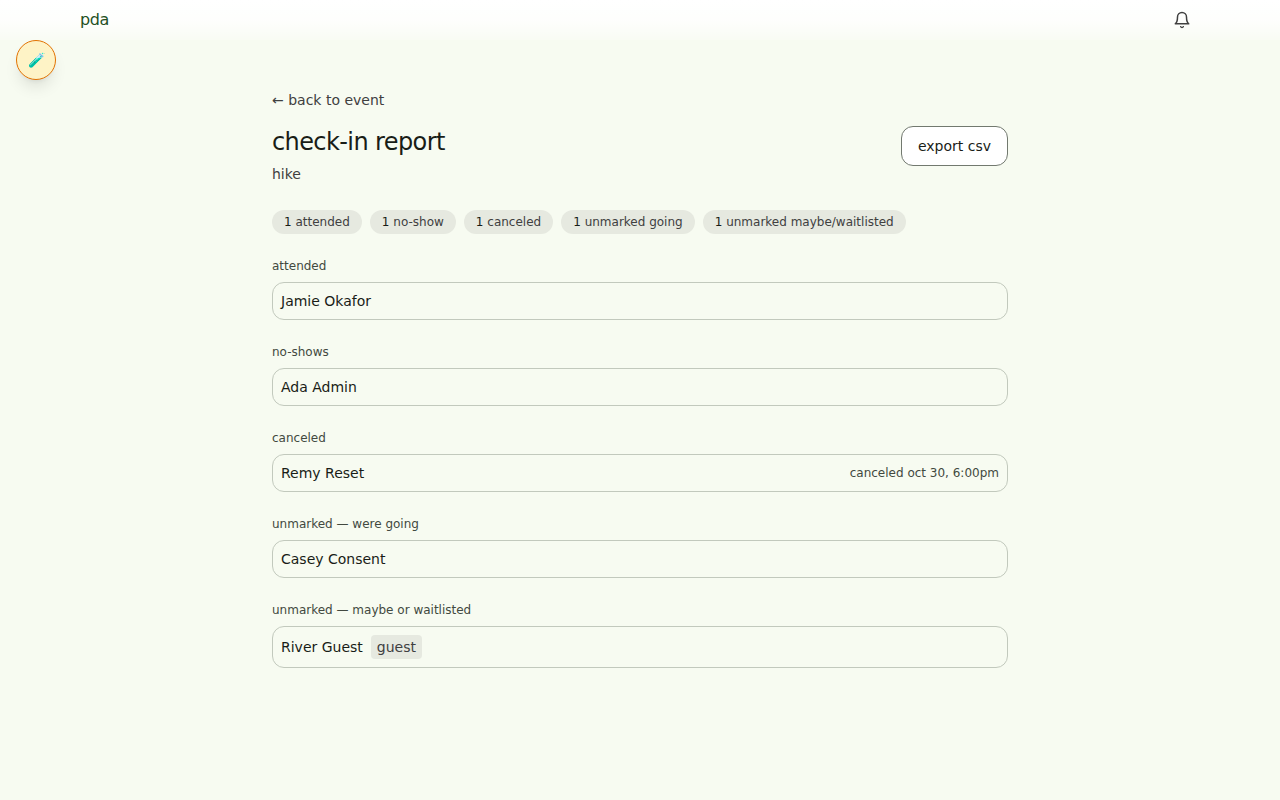 pda
← back to event
check-in report
export csv
hike
1 attended
1 no-show
1 canceled
1 unmarked going
1 unmarked maybe/waitlisted
attended
Jamie Okafor
no-shows
Ada Admin
canceled
Remy Reset
canceled oct 30, 6:00pm
unmarked — were going
Casey Consent
unmarked — maybe or waitlisted
River Guest guest